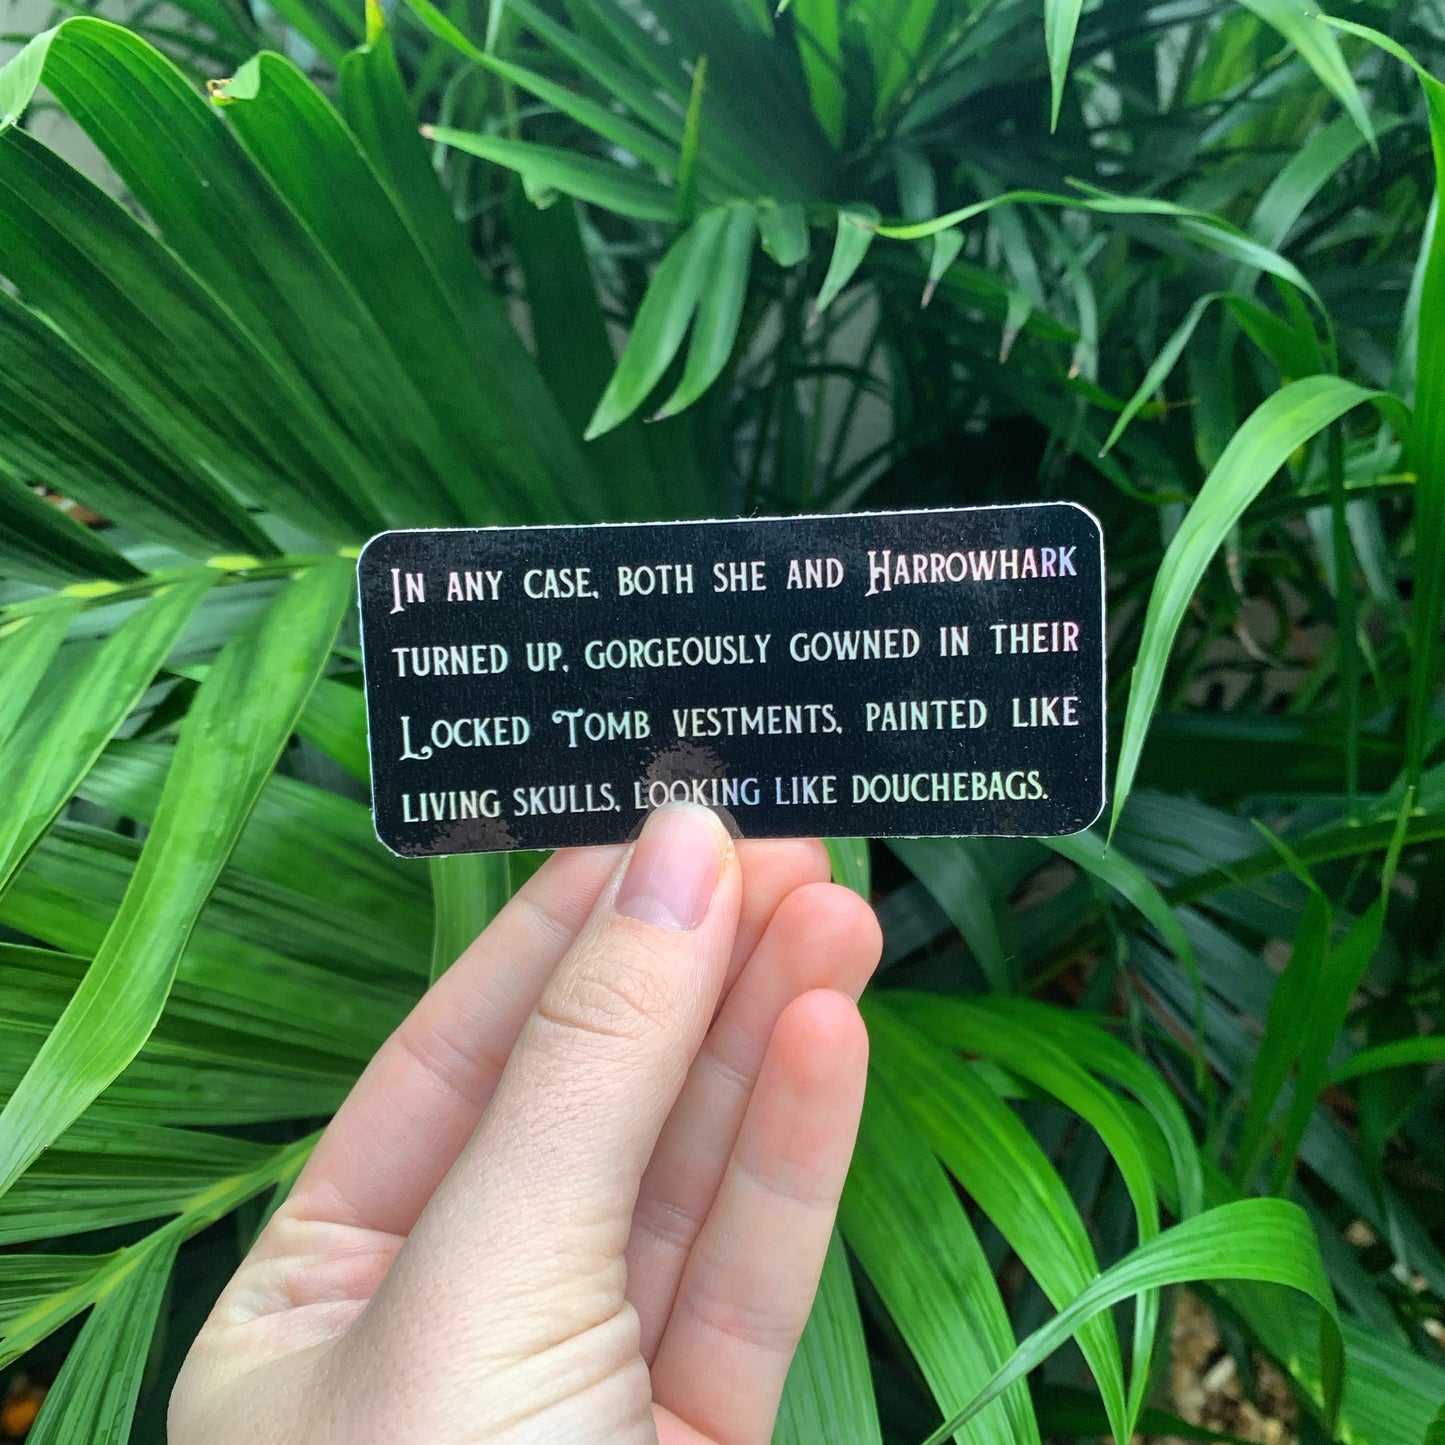 In any case, both she and Harrowhark
turned up, gorgeously gowned in their
Locked Tomb vestments, painted like
living skulls, looking like douchebags.